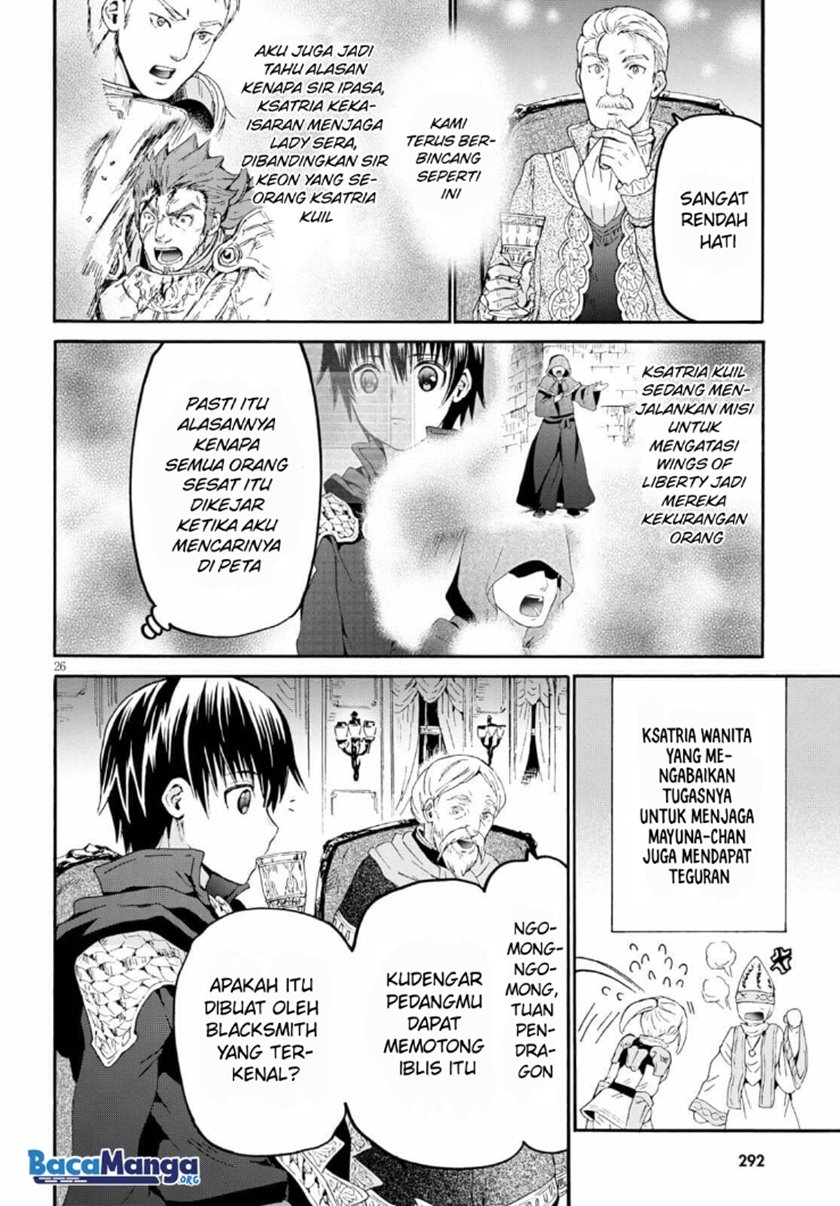 SANGAT
RENDAH
HATI
KAMI
TERUS BER-
BINCANG
SEPERTI
INI
AKU JUGA JADI
TAHU ALASAN
KENAPA SIR IPASA,
KSATRIA KEKA-
ISARAN MENJAGA
LADY SERA,
DIBANDINGKAN SIR
KEON YANG SE-
ORANG KSATRIA
KUIL
KSATRIA KUIL
SEDANG MEN-
JALANKAN MISI
UNTUK
MENGATASI
WINGS OF
LIBERTY JADI
MEREKA
KEKURANGAN
ORANG
PASTI ITU
ALASANNYA
KENAPA
SEMUA ORANG
SESAT ITU
DIKEJAR
KETIKA AKU
MENCARINYA
DI PETA
26
KSATRIA WANITA
YANG ME-
NGABAIKAN
TUGASNYA
UNTUK MENJAGA
MAYUNA-CHAN
JUGA MENDAPAT
TEGURAN
NGO-
MONG-
NGO-
MONG,
TUAN
PEN-
DRA-
GON
KUDENGAR
PEDANGMU
DAPAT
MEMOTONG
IBLIS ITU
APAKAH ITU
DIBUAT OLEH
BLACKSMITH
YANG TER-
KENAL?
292
BACAMANGA
.ORG